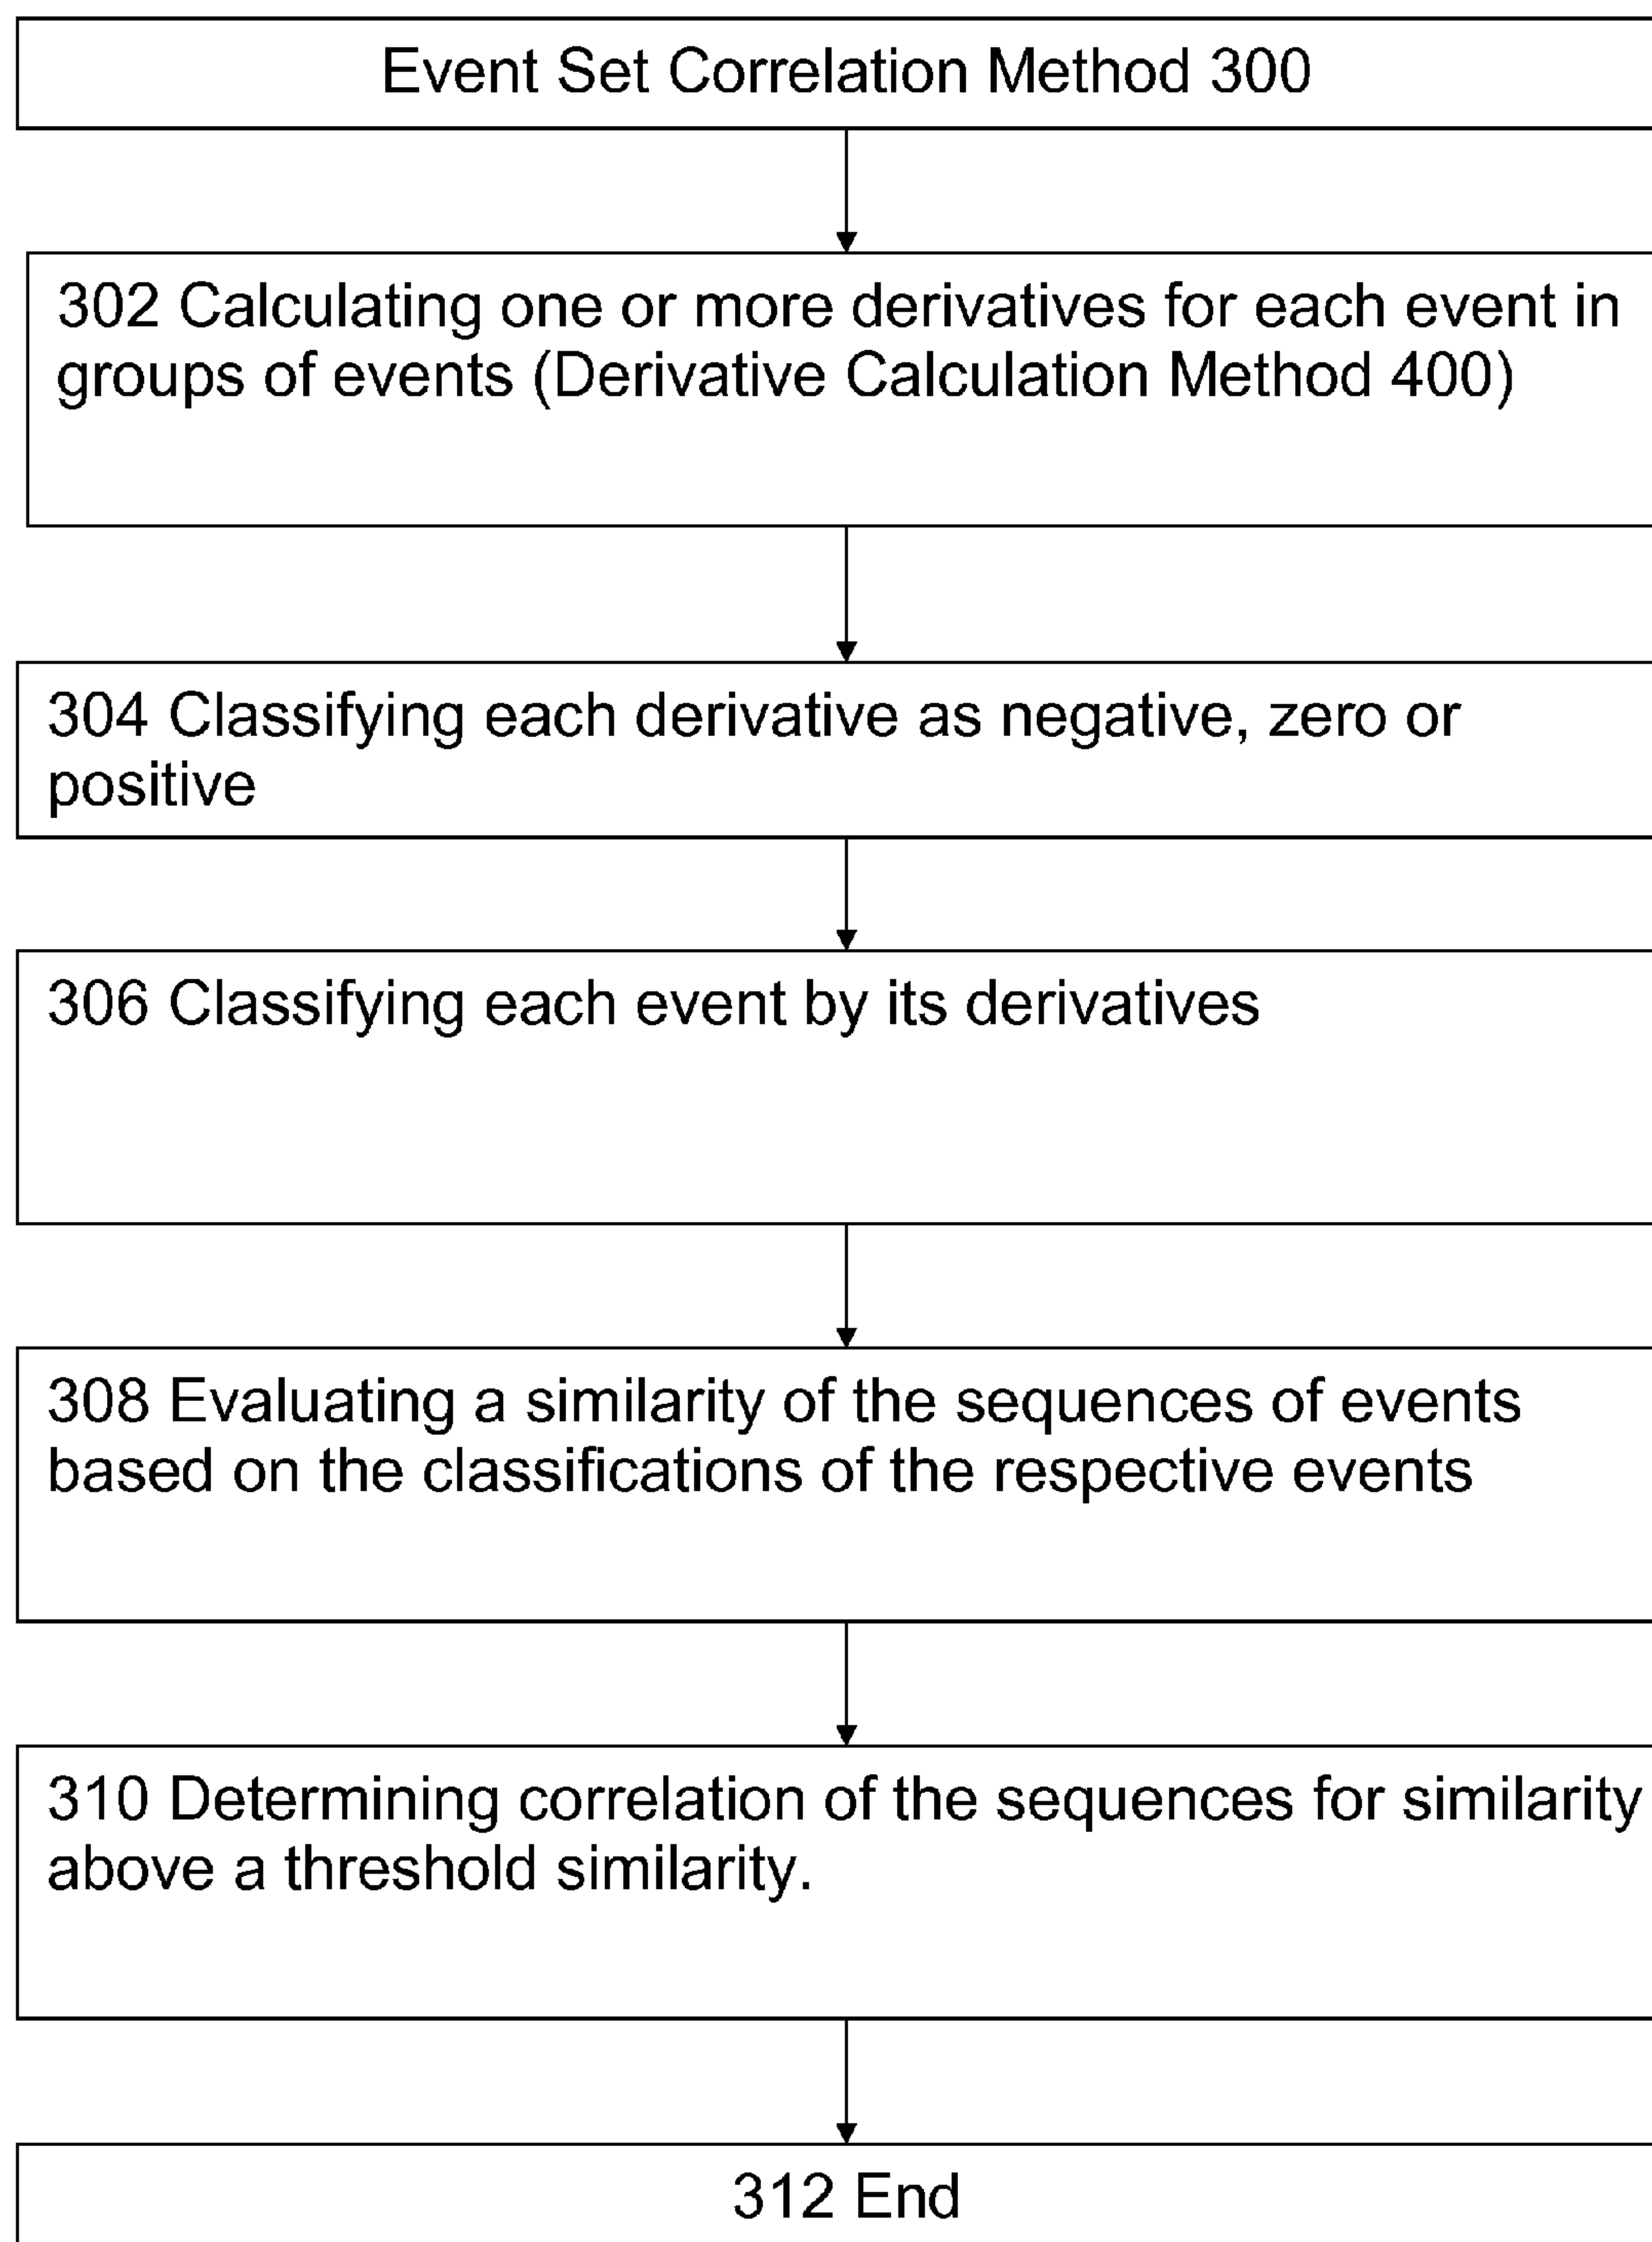 Event Set Correlation Method 300
302 Calculating one or more derivatives for each event in
groups of events (Derivative Calculation Method 400)
304 Classifying each derivative as negative, zero or
positive
306 Classifying each event by its derivatives
308 Evaluating a similarity of the sequences of events
based on the classifications of the respective events
310 Determining correlation of the sequences for similarity
above a threshold similarity.
312 End